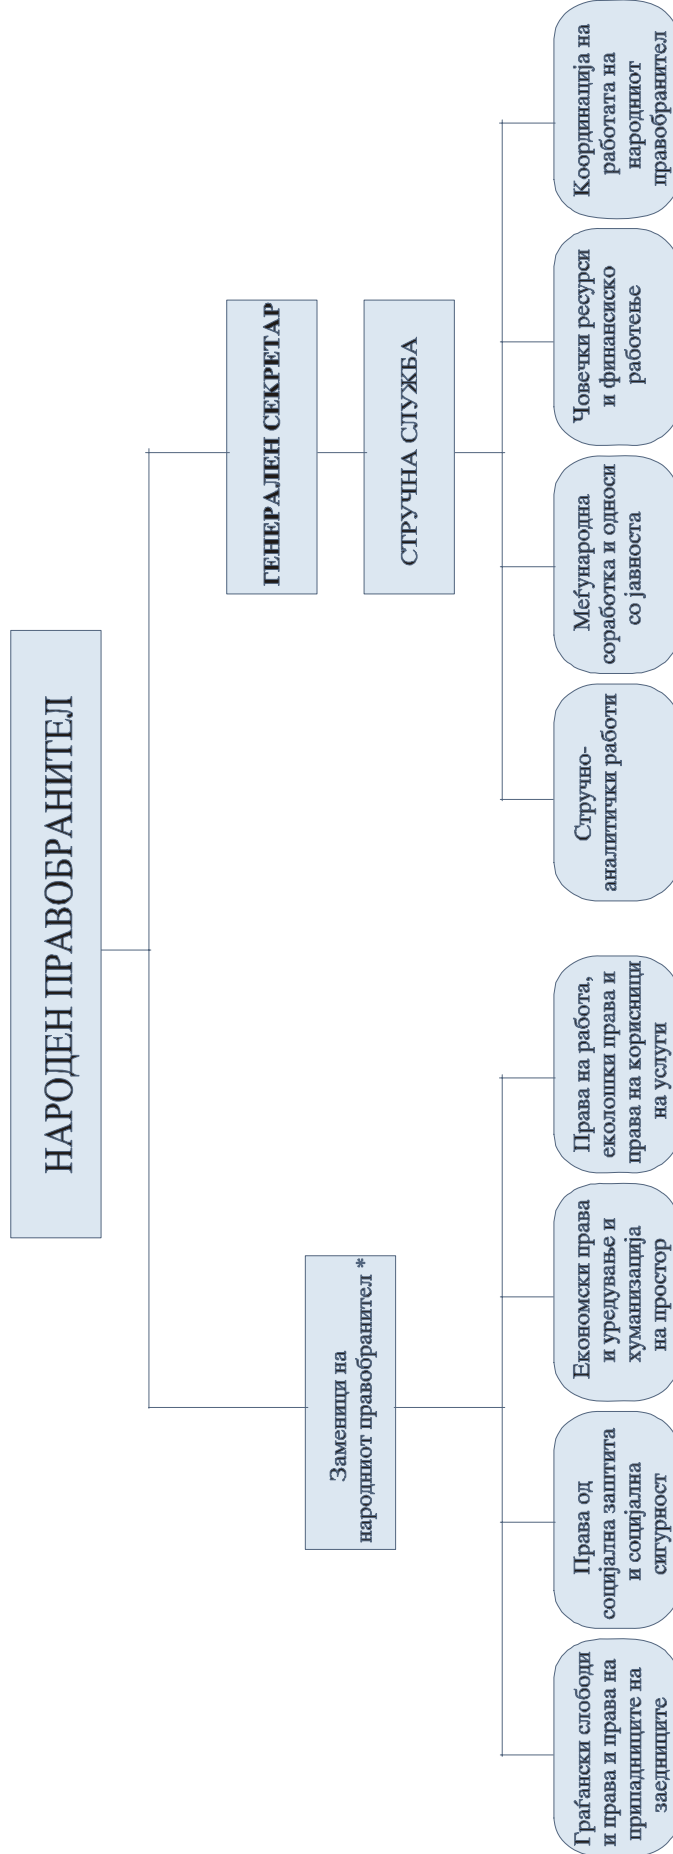 НАРОДЕН ПРАВОБРАНИТЕЛ
Заменици на
народниот правобранител *
ГЕНЕРАЛЕН СЕКРЕТАР
СТРУЧНА СЛУЖБА
Граѓански слободи
и права и права на
припадниците на
заедниците
Права од
социјална заштита
и социјална
сигурност
Економски права
и уредување и
хуманизација
на простор
Права на работа,
еколошки права и
права на корисници
на услуги
Стручно-
аналитички работи
Меѓународна
соработка и односи
со јавноста
Човечки ресурси
и финансиско
работење
Координација на
работата на
народниот
правобранител